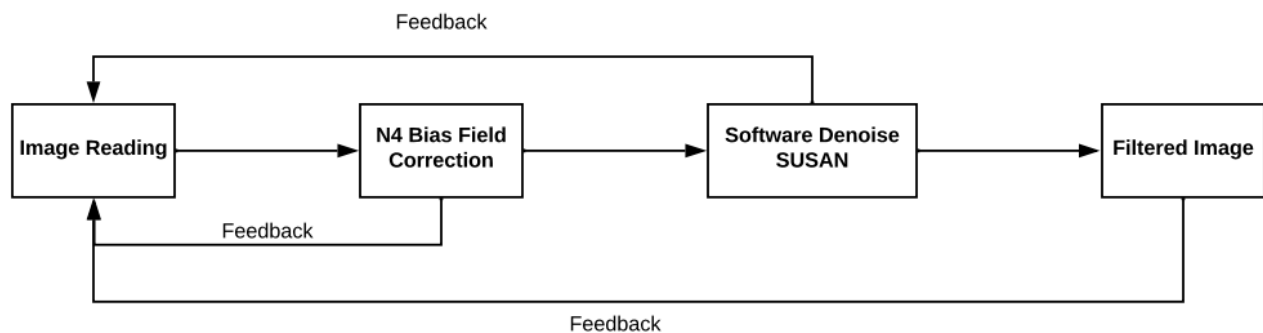 Feedback
Image Reading
N4 Bias Field
Correction
Software Denoise
SUSAN
Filtered Image
Feedback
Feedback